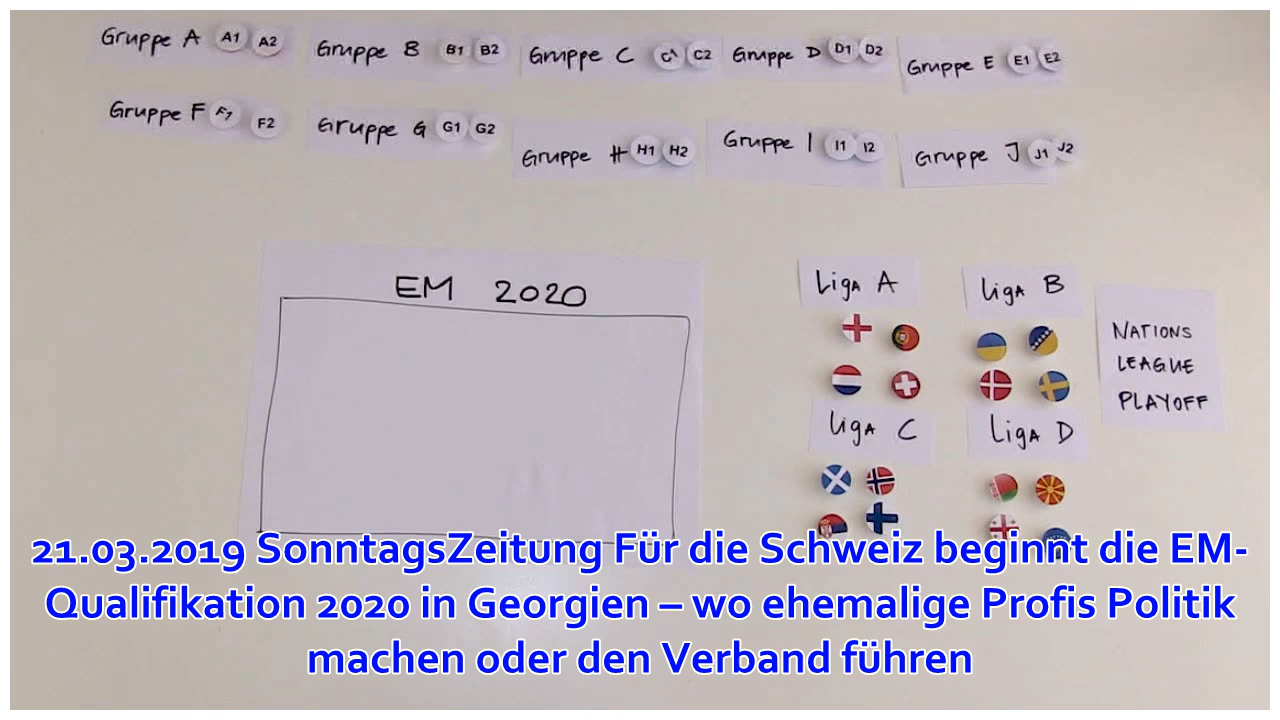 Gruppe A A1 A2
Gruppe B B1 B2
Gruppe C C1 C2
Gruppe D D1 D2
Gruppe E E1 E2
Gruppe F F1 F2
Gruppe G G1 G2
Gruppe H H1 H2
Gruppe I I1 I2
Gruppe J J1 J2
EM 2020
Liga A
Liga B
NATIONS
LEAGUE
PLAYOFF
Liga C
Liga D
21.03.2019 SonntagsZeitung Für die Schweiz beginnt die EM-
Qualifikation 2020 in Georgien – wo ehemalige Profis Politik
machen oder den Verband führen